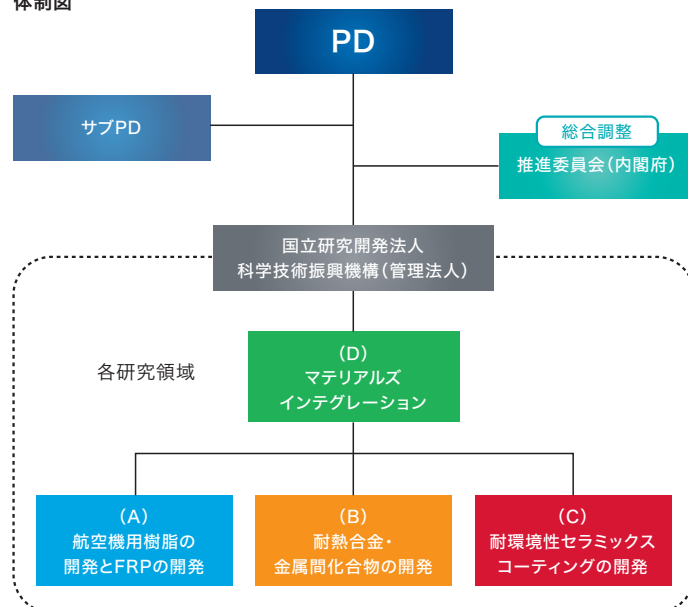 体制図
PD
サブPD
総合調整
推進委員会(内閣府)
国立研究開発法人
科学技術振興機構(管理法人)
各研究領域
(D)
マテリアルズ
インテグレーション
(A)
航空機用樹脂の
開発とFRPの開発
(B)
耐熱合金・
金属間化合物の開発
(C)
耐環境性セラミックス
コーティングの開発